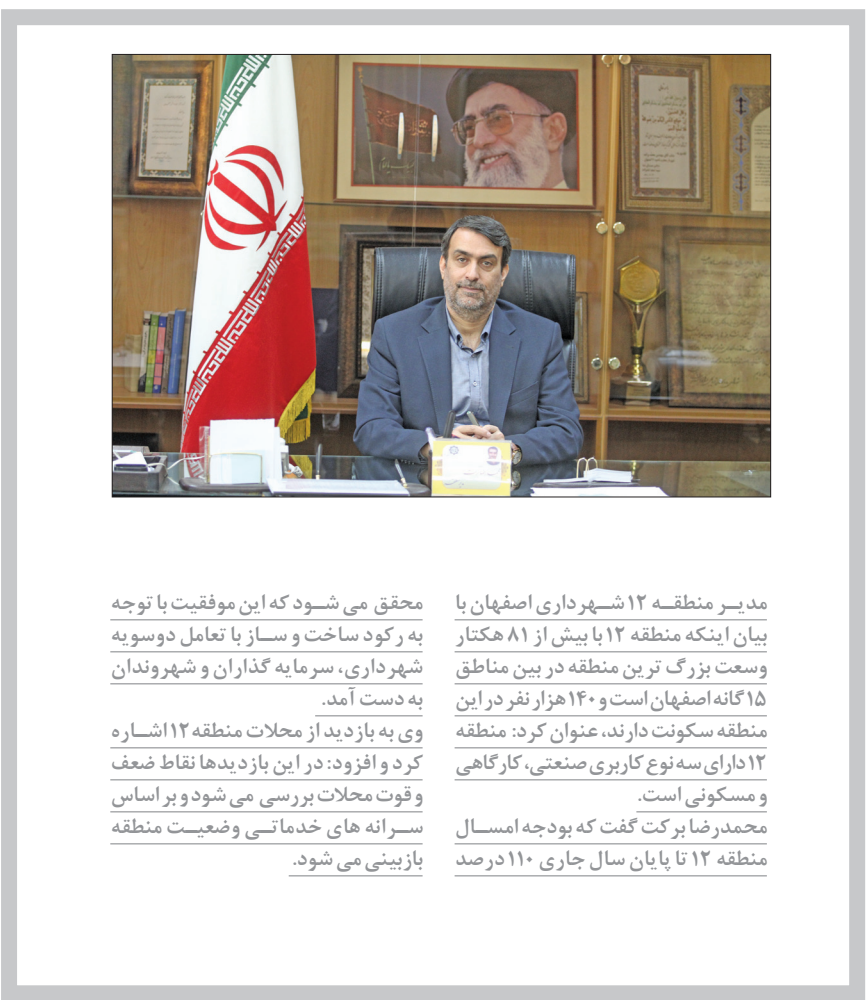 مدیر منطقه ۱۲ شهرداری اصفهان با
بیان اینکه منطقه ۱۲ با بیش از ۸۱ هکتار
وسعت بزرگ ترین منطقه در بین مناطق
۱۵ گانه اصفهان است و ۱۴۰ هزار نفر در این
منطقه سکونت دارند، عنوان کرد: منطقه
۱۲ دارای سه نوع کاربری صنعتی، کارگاهی
و مسکونی است.
محمدرضا برکت گفت که بودجه امسال
منطقه ۱۲ تا پایان سال جاری ۱۱۰ درصد
محقق می شود که این موفقیت با توجه
به رکود ساخت و ساز با تعامل دوسویه
شهرداری، سرمایه گذاران و شهروندان
به دست آمد.
وی به بازدید از محلات منطقه ۱۲ اشاره
کرد و افزود: در این بازدیدها نقاط ضعف
و قوت محلات بررسی می شود و بر اساس
سرانه های خدماتی وضعیت منطقه
بازبینی می شود.